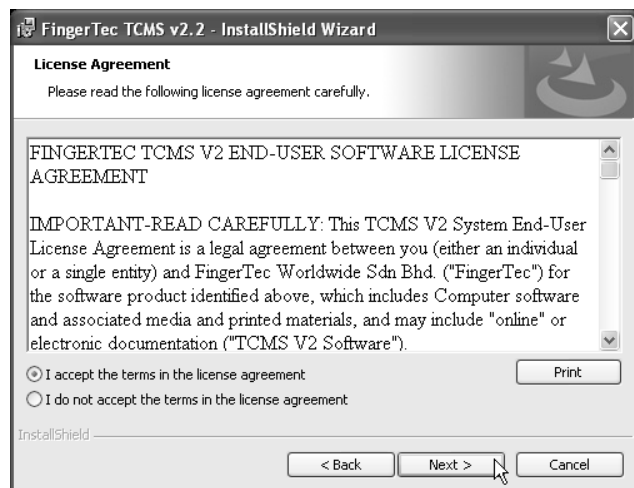 FingerTec TCMS v2.2 - InstallShield Wizard
License Agreement
Please read the following license agreement carefully.
FINGERTEC TCMS V2 END-USER SOFTWARE LICENSE
AGREEMENT
IMPORTANT-READ CAREFULLY: This TCMS V2 System End-User
License Agreement is a legal agreement between you (either an individual
or a single entity) and FingerTec Worldwide Sdn Bhd. ("FingerTec") for
the software product identified above, which includes Computer software
and associated media and printed materials, and may include "online" or
electronic documentation ("TCMS V2 Software").
I accept the terms in the license agreement
Print
I do not accept the terms in the license agreement
InstallShield
< Back
Next >
Cancel